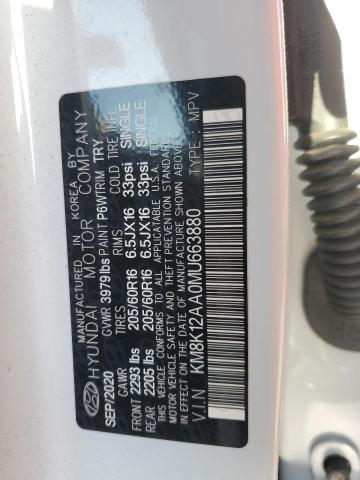 MANUFACTURED IN KOREA BY
HYUNDAI MOTOR COMPANY
SEP/2020 GVWR 3979 lbs PAINT P6W TRIM TRY
GAWR TIRES RIMS COLD TIRE INFL.
FRONT 2293 lbs 205/60R16 6.5JX16 33psi SINGLE
REAR 2205 lbs 205/60R16 6.5JX16 33psi SINGLE
THIS VEHICLE CONFORMS TO ALL APPLICABLE U.S.A. FEDERAL
MOTOR VEHICLE SAFETY AND THEFT PREVENTION STANDARDS
IN EFFECT ON THE DATE OF MANUFACTURE SHOWN ABOVE.
V.I.N : KM8K12AA0MU663880 TYPE : MPV